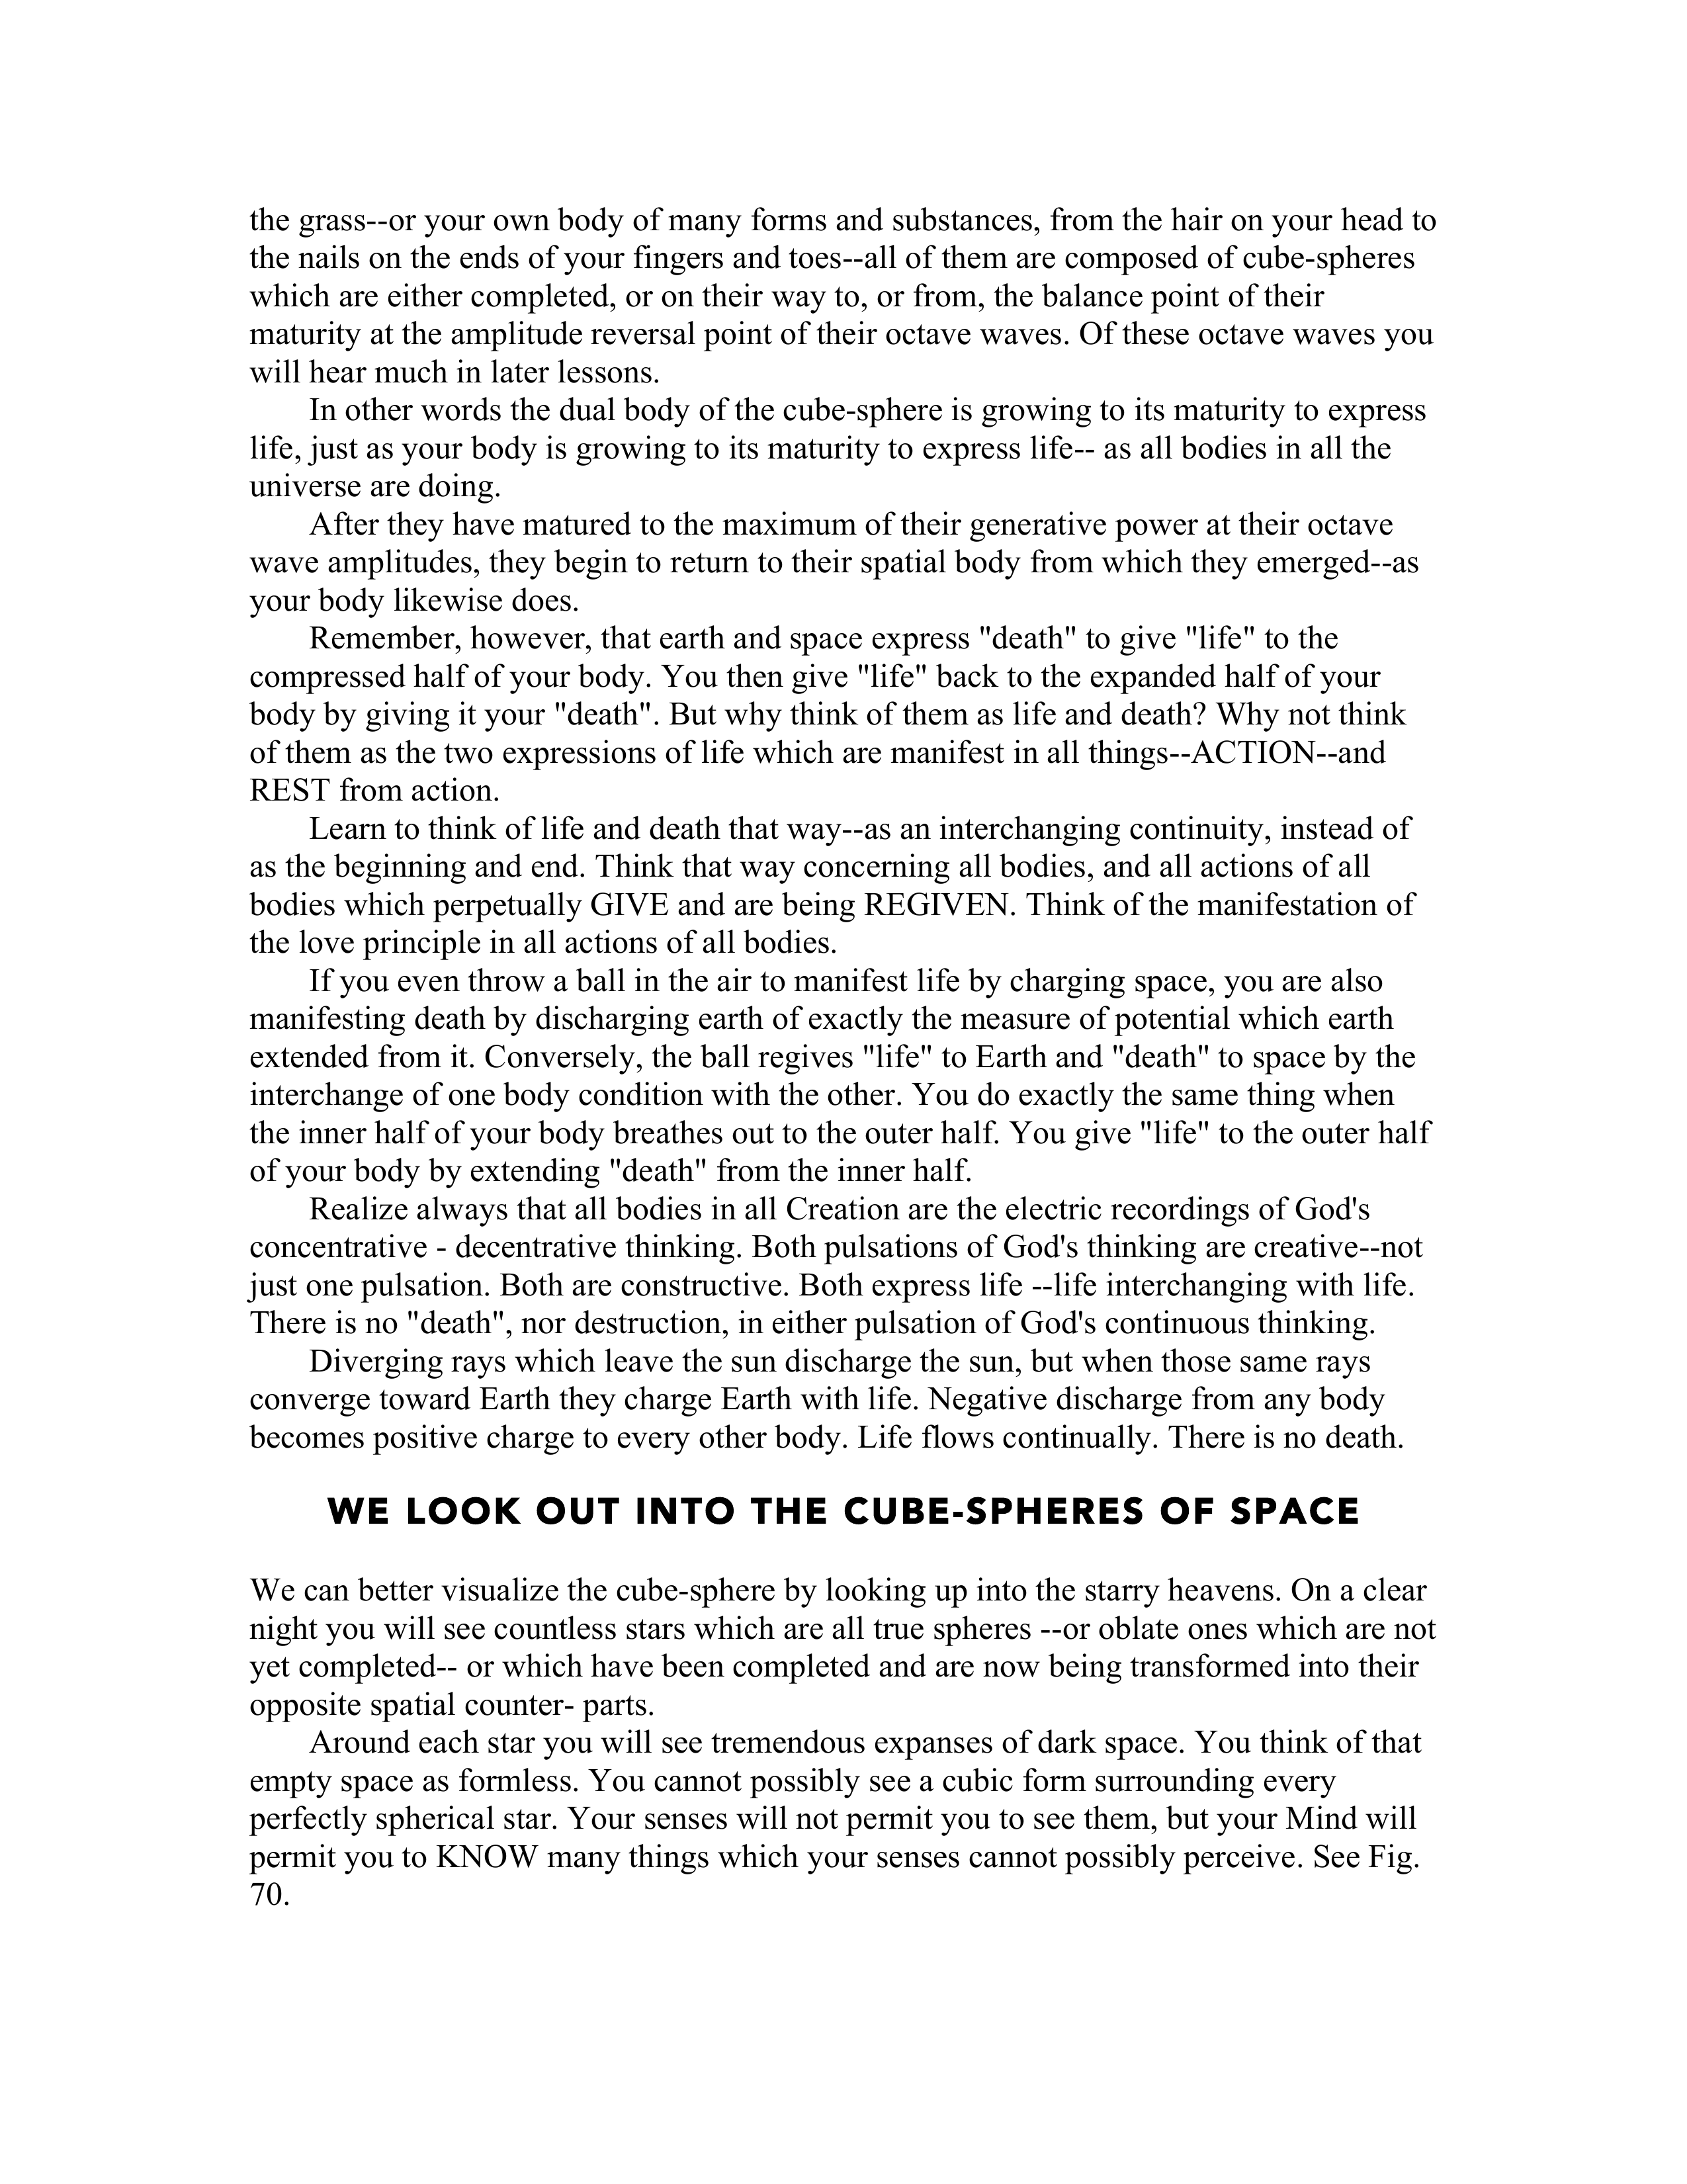 the grass--or your own body of many forms and substances, from the hair on your head to
the nails on the ends of your fingers and toes--all of them are composed of cube-spheres
which are either completed, or on their way to, or from, the balance point of their
maturity at the amplitude reversal point of their octave waves. Of these octave waves you
will hear much in later lessons.
In other words the dual body of the cube-sphere is growing to its maturity to express
life, just as your body is growing to its maturity to express life-- as all bodies in all the
universe are doing.
After they have matured to the maximum of their generative power at their octave
wave amplitudes, they begin to return to their spatial body from which they emerged--as
your body likewise does.
Remember, however, that earth and space express "death" to give "life" to the
compressed half of your body. You then give "life" back to the expanded half of your
body by giving it your "death". But why think of them as life and death? Why not think
of them as the two expressions of life which are manifest in all things--ACTION--and
REST from action.
Learn to think of life and death that way--as an interchanging continuity, instead of
as the beginning and end. Think that way concerning all bodies, and all actions of all
bodies which perpetually GIVE and are being REGIVEN. Think of the manifestation of
the love principle in all actions of all bodies.
If you even throw a ball in the air to manifest life by charging space, you are also
manifesting death by discharging earth of exactly the measure of potential which earth
extended from it. Conversely, the ball regives "life" to Earth and "death" to space by the
interchange of one body condition with the other. You do exactly the same thing when
the inner half of your body breathes out to the outer half. You give "life" to the outer half
of your body by extending "death" from the inner half.
Realize always that all bodies in all Creation are the electric recordings of God's
concentrative - decentrative thinking. Both pulsations of God's thinking are creative--not
just one pulsation. Both are constructive. Both express life --life interchanging with life.
There is no "death", nor destruction, in either pulsation of God's continuous thinking.
Diverging rays which leave the sun discharge the sun, but when those same rays
converge toward Earth they charge Earth with life. Negative discharge from any body
becomes positive charge to every other body. Life flows continually. There is no death.
WE LOOK OUT INTO THE CUBE-SPHERES OF SPACE
We can better visualize the cube-sphere by looking up into the starry heavens. On a clear
night you will see countless stars which are all true spheres --or oblate ones which are not
yet completed-- or which have been completed and are now being transformed into their
opposite spatial counter- parts.
Around each star you will see tremendous expanses of dark space. You think of that
empty space as formless. You cannot possibly see a cubic form surrounding every
perfectly spherical star. Your senses will not permit you to see them, but your Mind will
permit you to KNOW many things which your senses cannot possibly perceive. See Fig.
70.